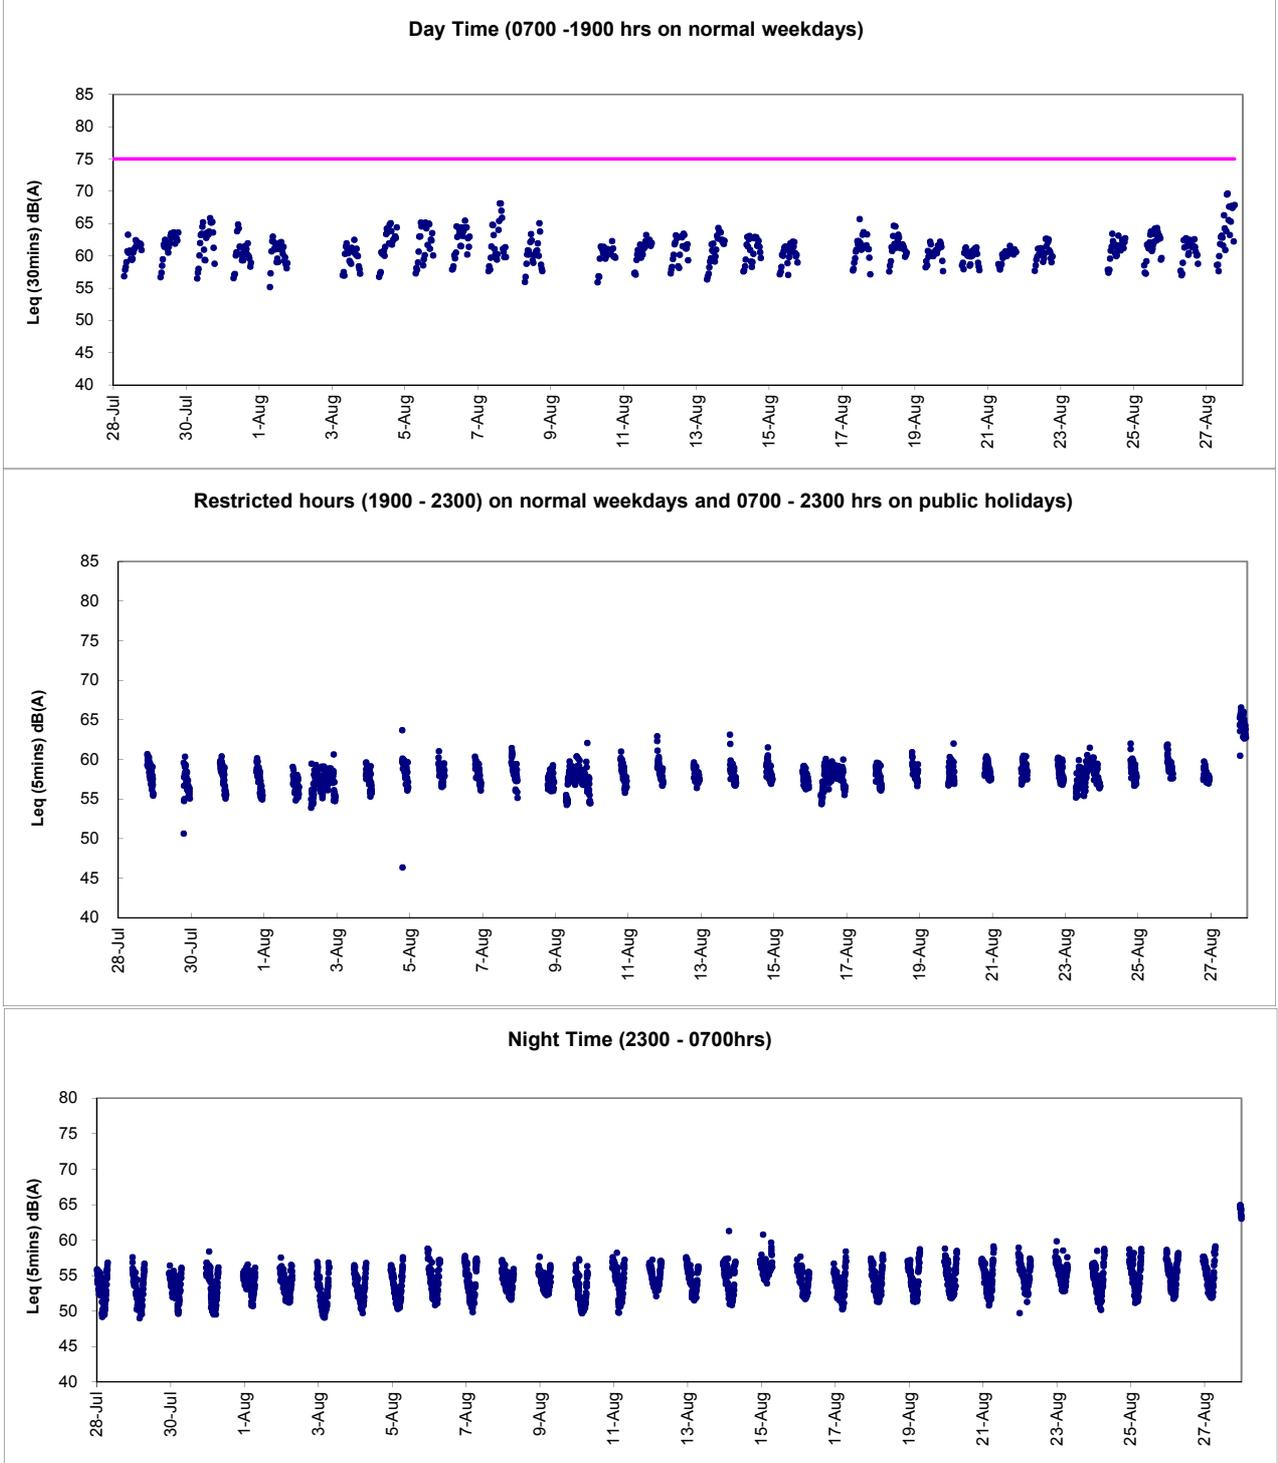 Day Time (0700 -1900 hrs on normal weekdays)
Leq (30mins) dB(A)
85
80
75
70
65
60
55
50
45
40
28-Jul
30-Jul
1-Aug
3-Aug
5-Aug
7-Aug
9-Aug
11-Aug
13-Aug
15-Aug
17-Aug
19-Aug
21-Aug
23-Aug
25-Aug
27-Aug
Restricted hours (1900 - 2300) on normal weekdays and 0700 - 2300 hrs on public holidays)
Leq (5mins) dB(A)
85
80
75
70
65
60
55
50
45
40
28-Jul
30-Jul
1-Aug
3-Aug
5-Aug
7-Aug
9-Aug
11-Aug
13-Aug
15-Aug
17-Aug
19-Aug
21-Aug
23-Aug
25-Aug
27-Aug
Night Time (2300 - 0700hrs)
Leq (5mins) dB(A)
80
75
70
65
60
55
50
45
40
28-Jul
30-Jul
1-Aug
3-Aug
5-Aug
7-Aug
9-Aug
11-Aug
13-Aug
15-Aug
17-Aug
19-Aug
21-Aug
23-Aug
25-Aug
27-Aug